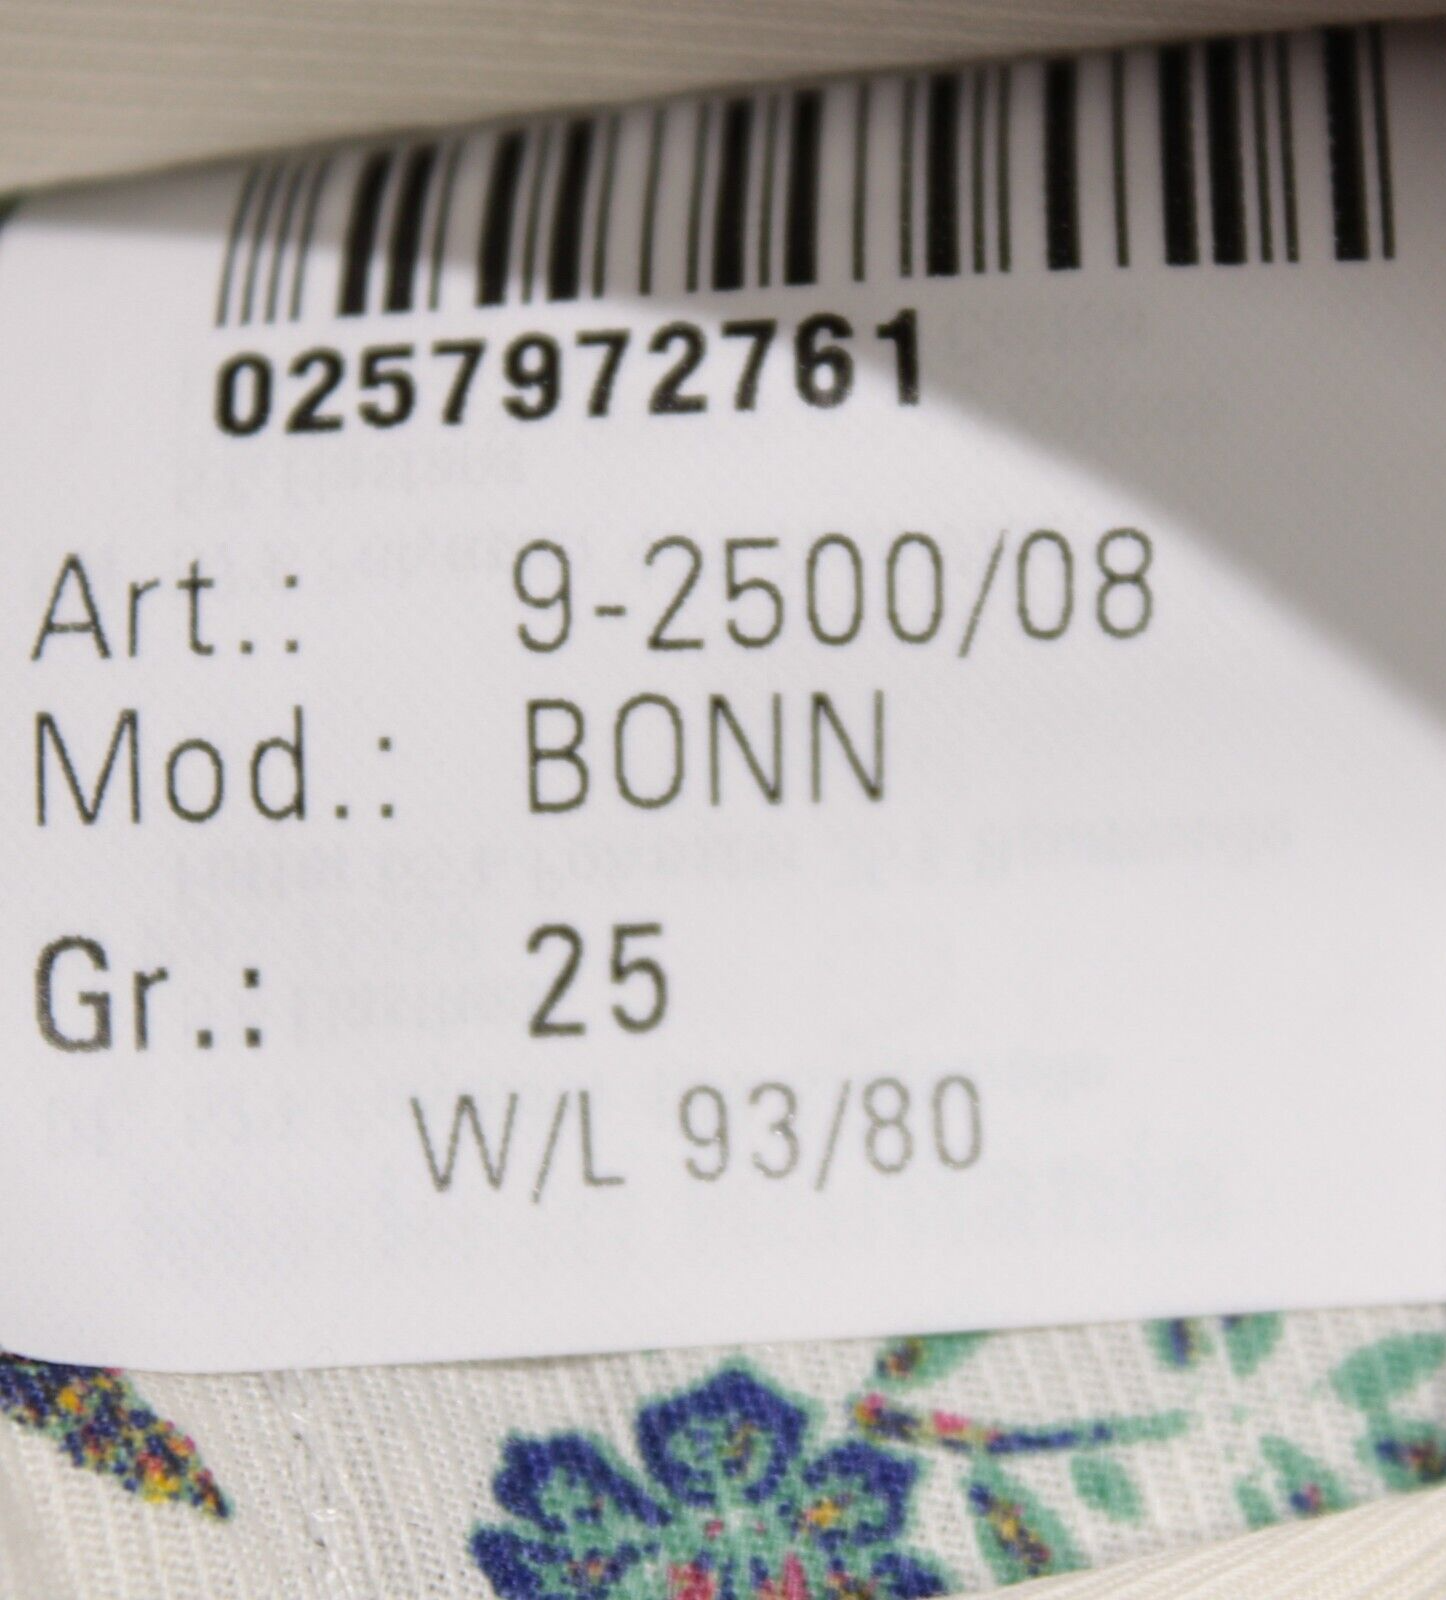 0257972761
Art.: 9-2500/08
Mod.: BONN
Gr.: 25
W/L 93/80